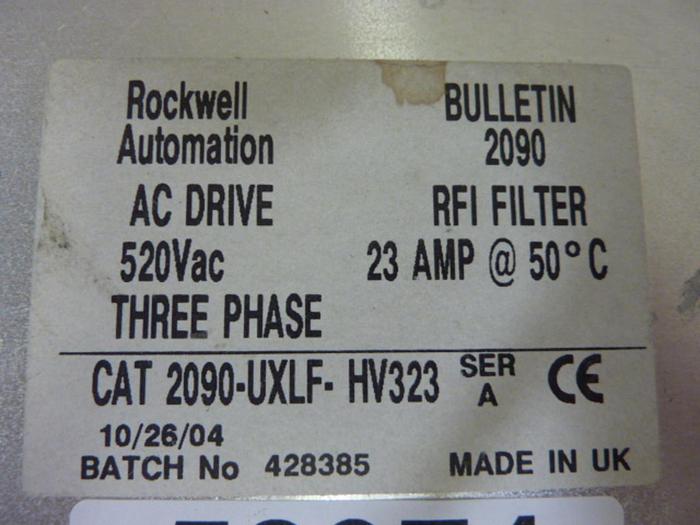 Rockwell BULLETIN
Automation 2090
AC DRIVE RFI FILTER
520Vac 23 AMP @ 50°C
THREE PHASE
CAT 2090-UXLF- HV323 SER A CE
10/26/04
BATCH No 428385 MADE IN UK